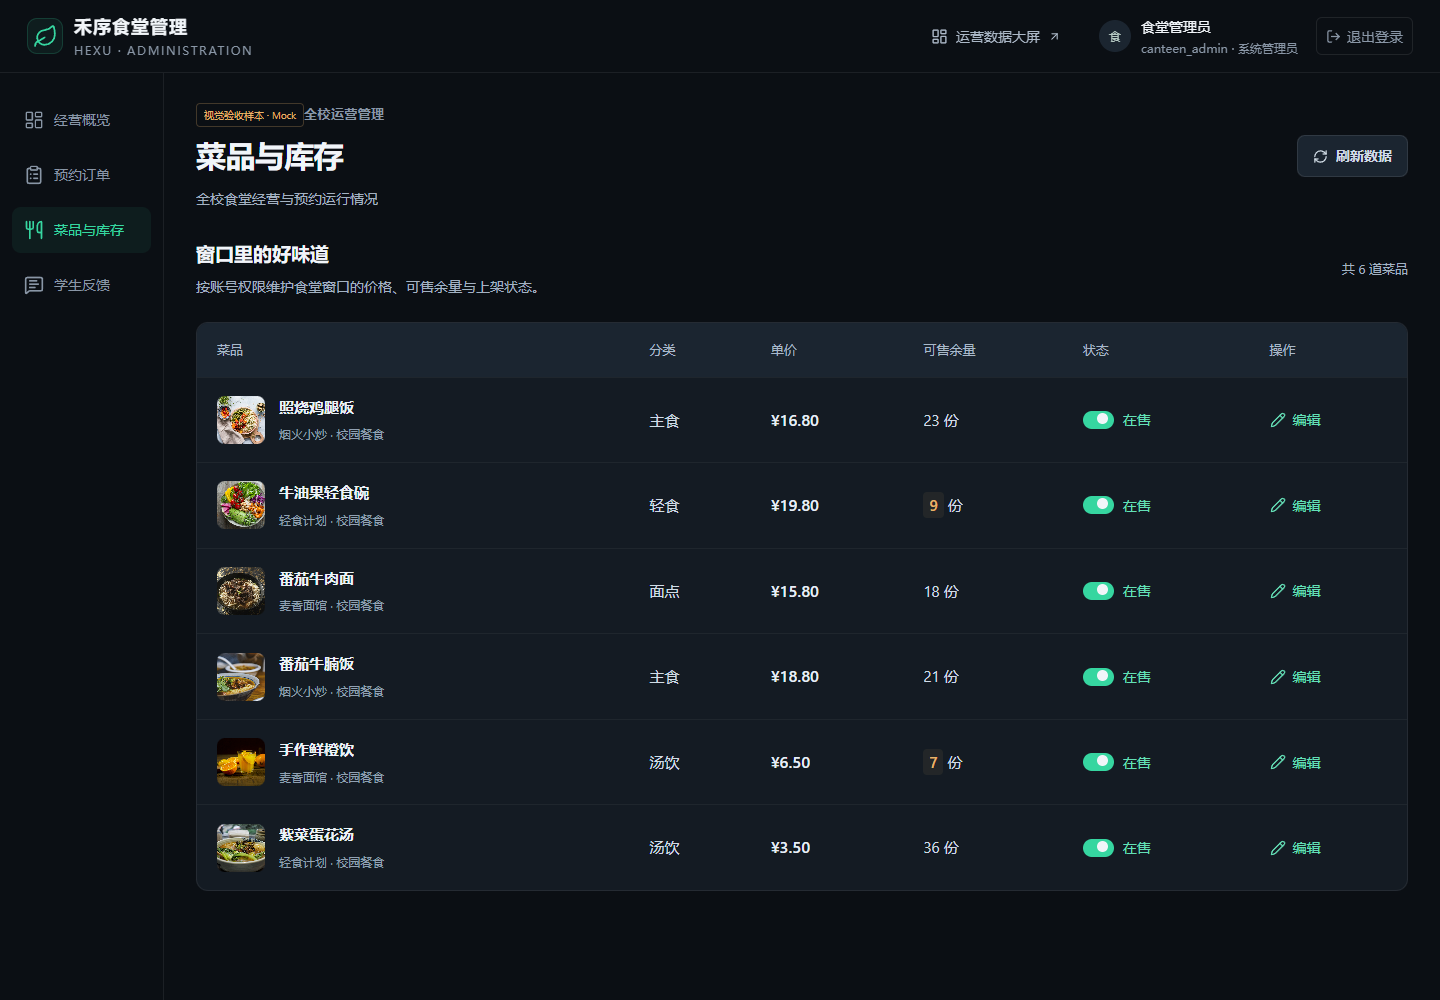 禾序食堂管理
HEXU · ADMINISTRATION
运营数据大屏
食
食堂管理员
canteen_admin · 系统管理员
退出登录
经营概览
预约订单
菜品与库存
学生反馈
视觉验收样本 · Mock 全校运营管理
菜品与库存
全校食堂经营与预约运行情况
刷新数据
窗口里的好味道
按账号权限维护食堂窗口的价格、可售余量与上架状态。
共 6 道菜品
菜品 分类 单价 可售余量 状态 操作
照烧鸡腿饭
烟火小炒 · 校园餐食
主食 ¥16.80 23 份 在售 编辑
牛油果轻食碗
轻食计划 · 校园餐食
轻食 ¥19.80 9 份 在售 编辑
番茄牛肉面
麦香面馆 · 校园餐食
面点 ¥15.80 18 份 在售 编辑
番茄牛腩饭
烟火小炒 · 校园餐食
主食 ¥18.80 21 份 在售 编辑
手作鲜橙饮
麦香面馆 · 校园餐食
汤饮 ¥6.50 7 份 在售 编辑
紫菜蛋花汤
轻食计划 · 校园餐食
汤饮 ¥3.50 36 份 在售 编辑